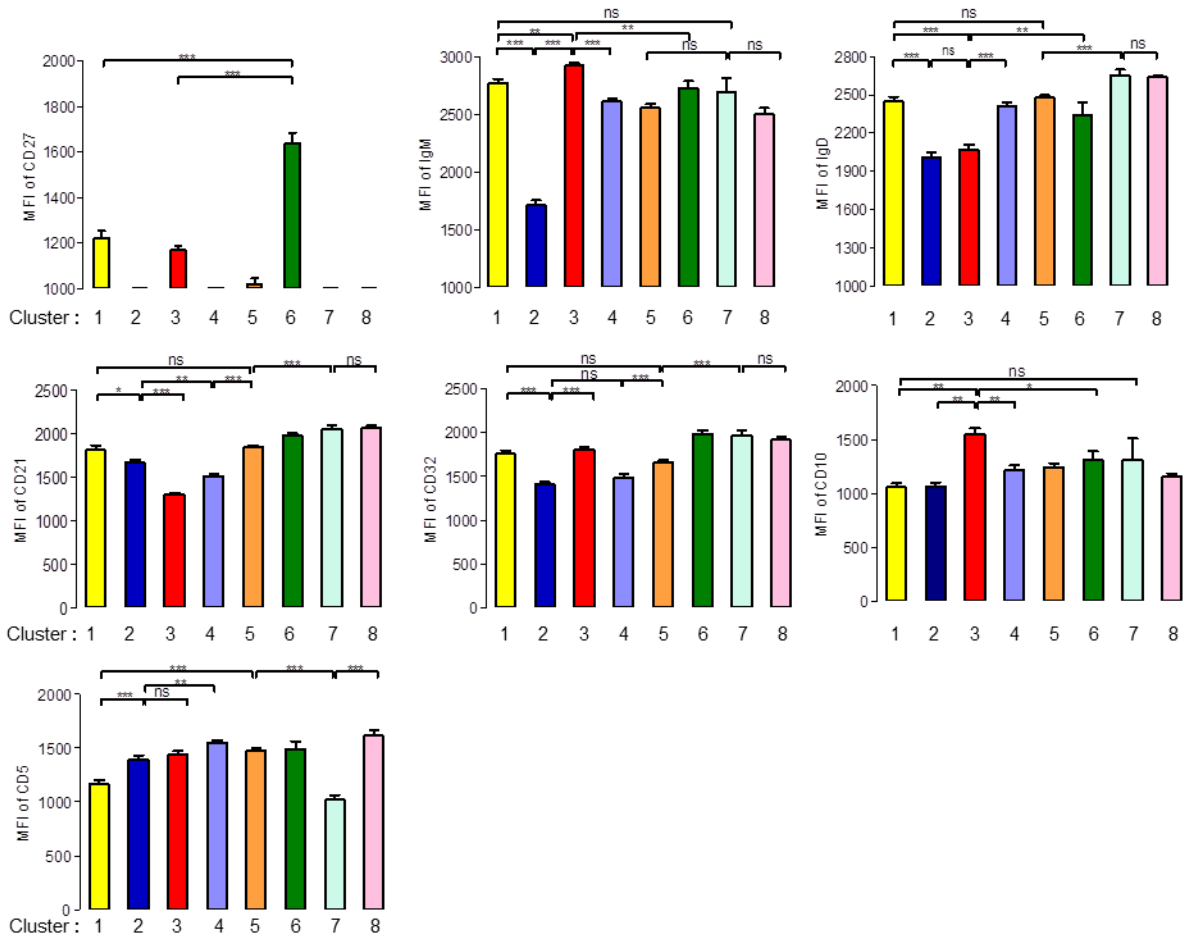 MFI of CD27
2000
1800
1600
1400
1200
1000
***
***
Cluster : 1 2 3 4 5 6 7 8
MFI of IgM
3000
2500
2000
1500
1000
ns
** **
*** *** *** ns ns
1 2 3 4 5 6 7 8
MFI of IgD
2800
2500
2200
1900
1600
1300
1000
ns
*** **
*** ns *** *** ns
1 2 3 4 5 6 7 8
MFI of CD21
2500
2000
1500
1000
500
0
ns *** ns
** ***
* ***
Cluster : 1 2 3 4 5 6 7 8
MFI of CD32
2500
2000
1500
1000
500
0
ns *** ns
ns ***
*** ***
1 2 3 4 5 6 7 8
MFI of CD10
2000
1500
1000
500
0
ns
** *
** **
1 2 3 4 5 6 7 8
MFI of CD5
2000
1500
1000
500
0
*** *** ***
**
*** ns
Cluster : 1 2 3 4 5 6 7 8